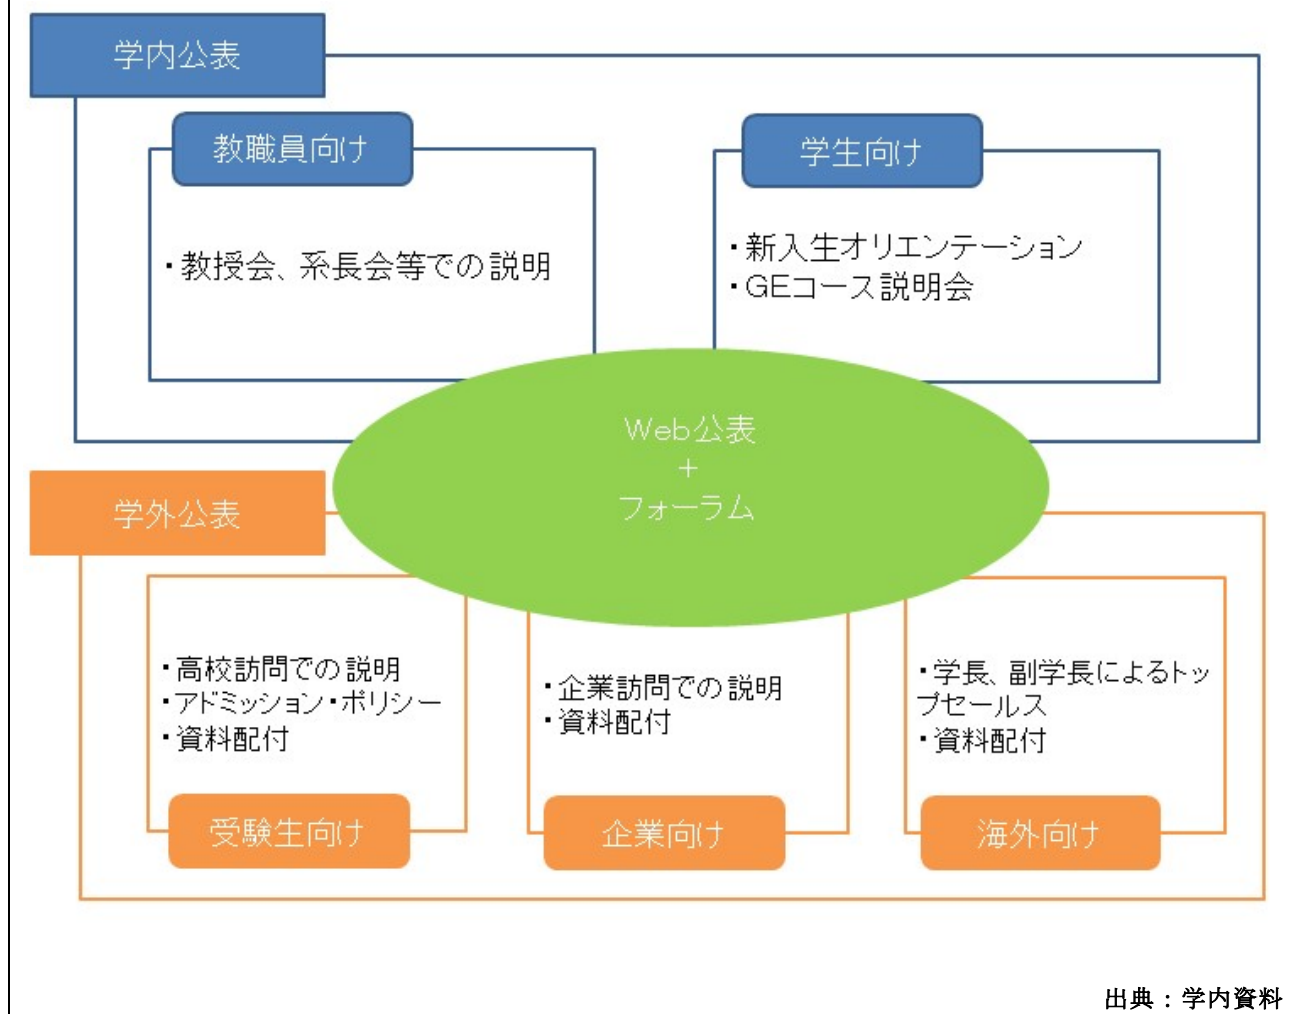 学内公表
教職員向け
・教授会、系長会等での説明
学生向け
・新入生オリエンテーション
・GEコース説明会
Web公表
+
フォーラム
学外公表
・高校訪問での説明
・アドミッション・ポリシー
・資料配付
受験生向け
・企業訪問での説明
・資料配付
企業向け
・学長、副学長によるトッ
プセールス
・資料配付
海外向け
出典：学内資料